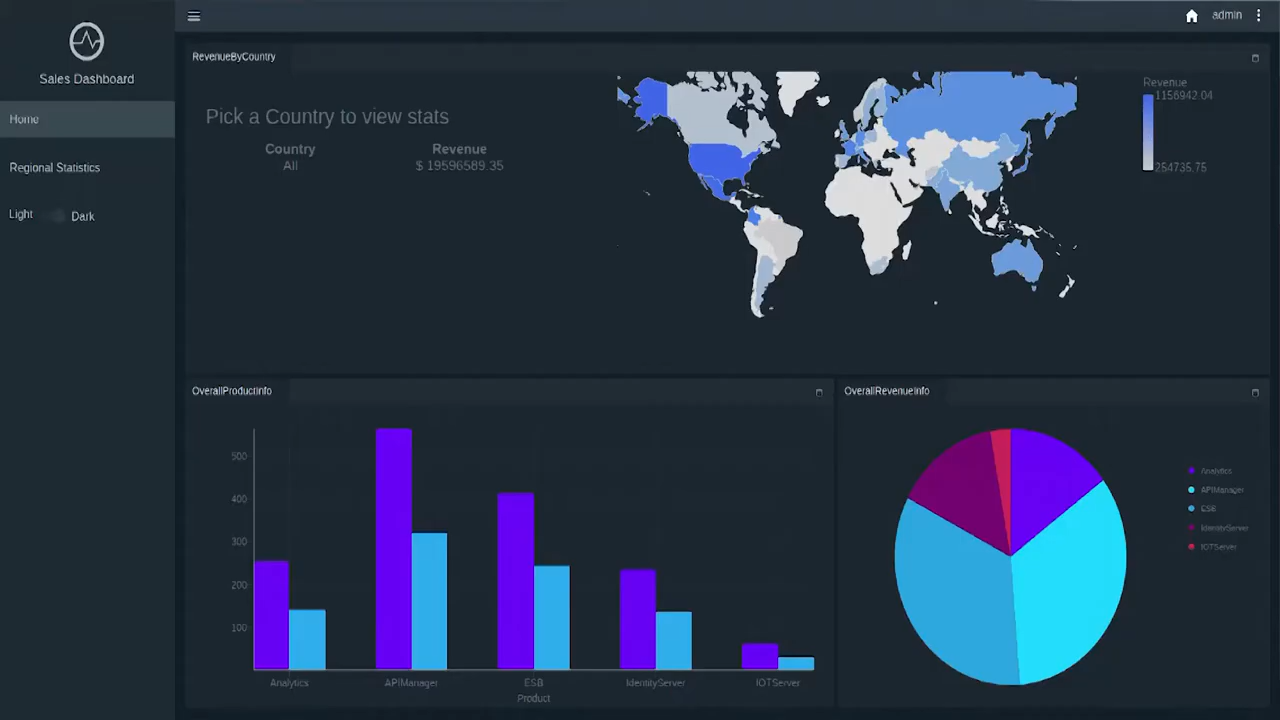 admin
Sales Dashboard
Home
Regional Statistics
Light Dark
RevenueByCountry
Pick a Country to view stats
Country Revenue
All $ 19596589.35
Revenue
1156942.04
254735.75
OverallProductInfo
500
400
300
200
100
Analytics APIManager ESB IdentityServer IOTServer
Product
OverallRevenueInfo
Analytics
APIManager
ESB
IdentityServer
IOTServer